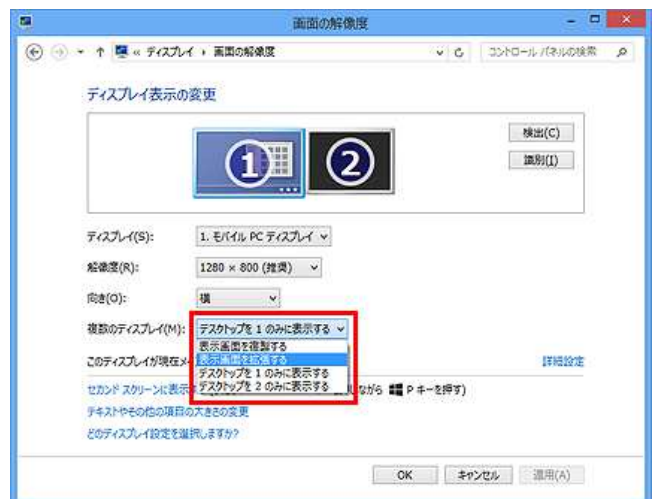 画面の解像度
« ディスプレイ › 画面の解像度
コントロール パネルの検索
ディスプレイ表示の変更
1
2
検出(C)
識別(I)
ディスプレイ(S): 1. モバイル PC ディスプレイ
解像度(R): 1280 × 800 (推奨)
向き(O): 横
複数のディスプレイ(M): デスクトップを 1 のみに表示する
表示画面を複製する
表示画面を拡張する
デスクトップを 1 のみに表示する
デスクトップを 2 のみに表示する
このディスプレイが現在メ
詳細設定
セカンド スクリーンに表示
ながら P キーを押す)
テキストやその他の項目の大きさの変更
どのディスプレイ設定を選択しますか?
OK
キャンセル
適用(A)